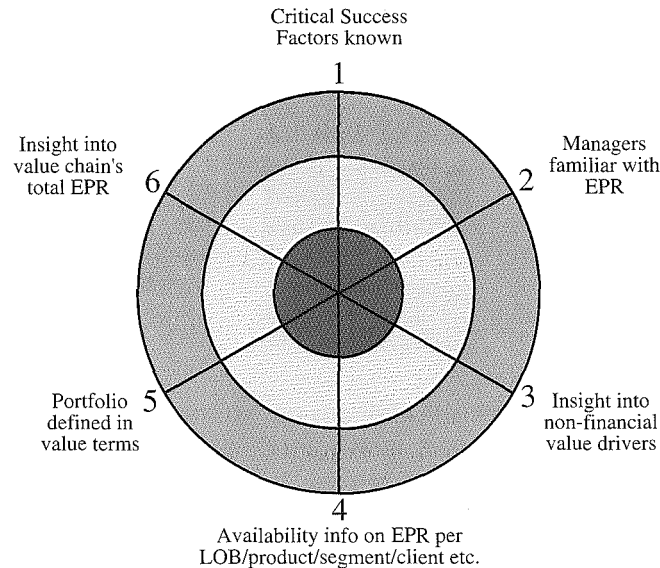 Critical Success
Factors known
1
Managers
familiar with
EPR
2
Insight into
non-financial
value drivers
3
4
Availability info on EPR per
LOB/product/segment/client etc.
Portfolio
defined in
value terms
5
Insight into
value chain's
total EPR
6